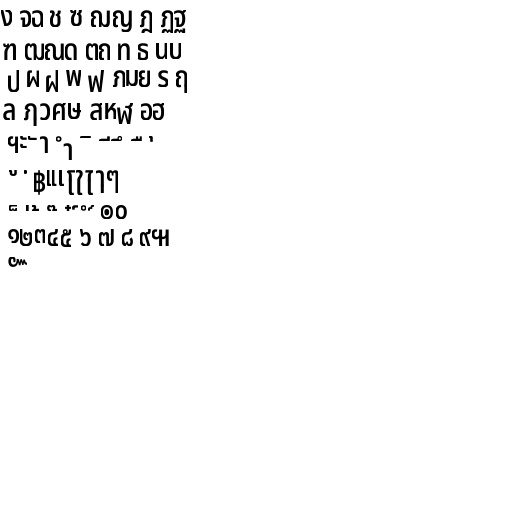 ง จฉ ช ซ ฌญ ฎ ฏฐ
ฑ ฒณด ตถ ท ธ นบ
ป ผ ฝ พ ฟ ภมย ร ฤ
ล ฦวศษ สหฬ อฮ
ฯะ ั า ำ ิ ี ึ ื ุ
ู ฺ ฿เแโใไๅๆ
็ ่ ้ ๊ ๋ ์ ํ ๎ ๏๐
๑๒๓๔๕ ๖ ๗ ๘ ๙๚
๛